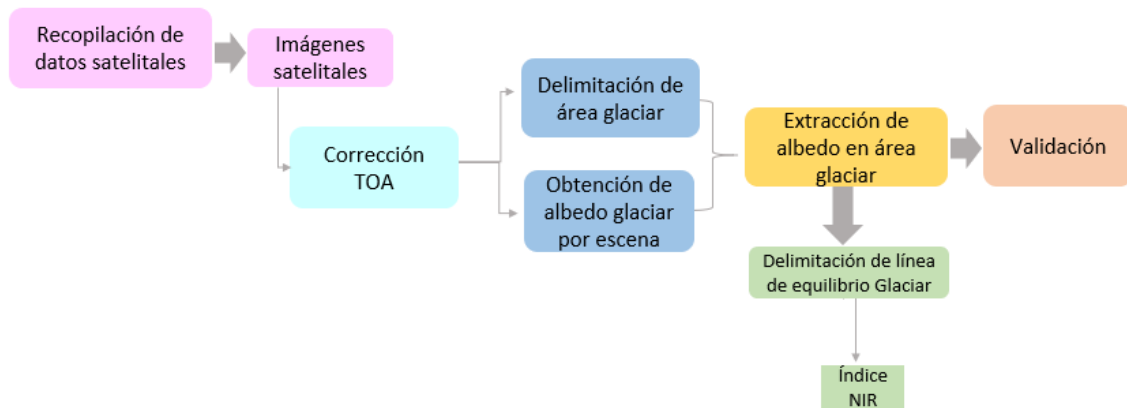 Recopilación de
datos satelitales
Imágenes
satelitales
Corrección
TOA
Delimitación de
área glaciar
Obtención de
albedo glaciar
por escena
Extracción de
albedo en área
glaciar
Validación
Delimitación de línea
de equilibrio Glaciar
Índice
NIR